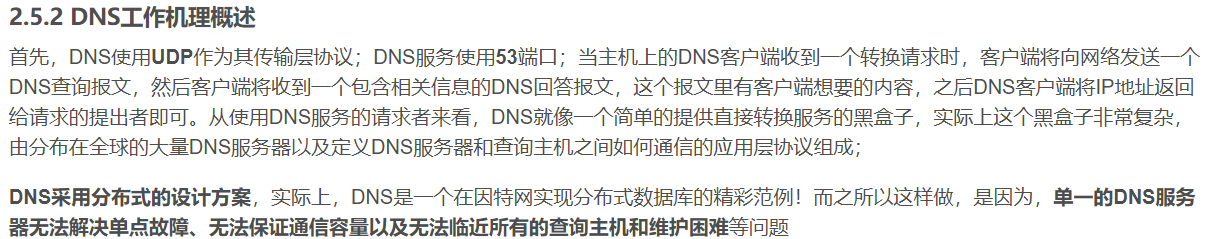 2.5.2 DNS工作机理概述
首先，DNS使用UDP作为其传输层协议；DNS服务使用53端口；当主机上的DNS客户端收到一个转换请求时，客户端将向网络发送一个
DNS查询报文，然后客户端将收到一个包含相关信息的DNS回答报文，这个报文里有客户端想要的内容，之后DNS客户端将IP地址返回
给请求的提出者即可。从使用DNS服务的请求者来看，DNS就像一个简单的提供直接转换服务的黑盒子，实际上这个黑盒子非常复杂，
由分布在全球的大量DNS服务器以及定义DNS服务器和查询主机之间如何通信的应用层协议组成；
DNS采用分布式的设计方案，实际上，DNS是一个在因特网实现分布式数据库的精彩范例！而之所以这样做，是因为，单一的DNS服务
器无法解决单点故障、无法保证通信容量以及无法临近所有的查询主机和维护困难等问题